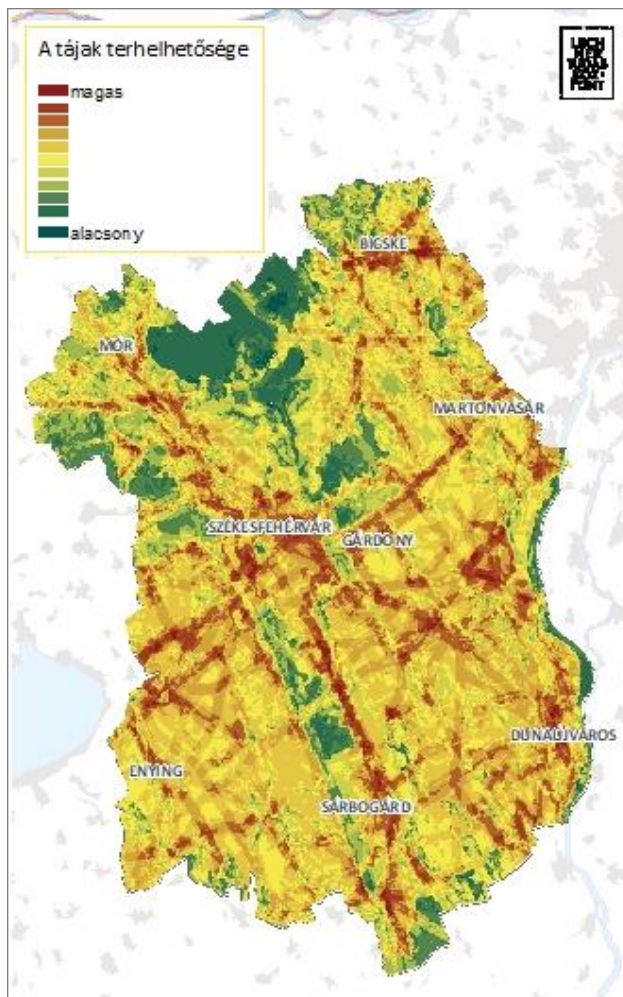 A tájak terhelhetősége
magas
alacsony
BICSKE
MÓR
MARTONVÁSÁR
SZÉKESFEHÉRVÁR
GÁRDONY
DUNAÚJVÁROS
ENYING
SÁRBOGÁRD